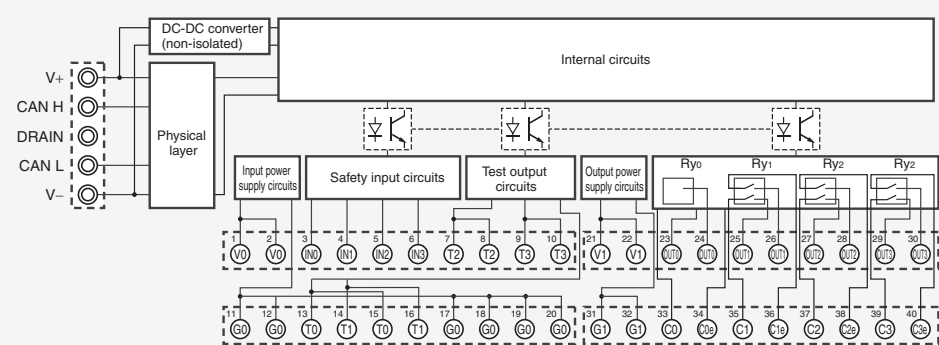 DC-DC converter
(non-isolated)
Internal circuits
V+
CAN H
DRAIN
CAN L
V−
Physical
layer
Input power
supply circuits
Safety input circuits
Test output
circuits
Output power
supply circuits
Ry0 Ry1 Ry2 Ry2
1 2 3 4 5 6 7 8 9 10 21 22 23 24 25 26 27 28 29 30
V0 V0 IN0 IN1 IN2 IN3 T2 T2 T3 T3 V1 V1 OUT0 OUT0 OUT1 OUT1 OUT2 OUT2 OUT3 OUT3
11 12 13 14 15 16 17 18 19 20 31 32 33 34 35 36 37 38 39 40
G0 G0 T0 T1 T0 T1 G0 G0 G0 G0 G1 G1 C0 C0e C1 C1e C2 C2e C3 C3e